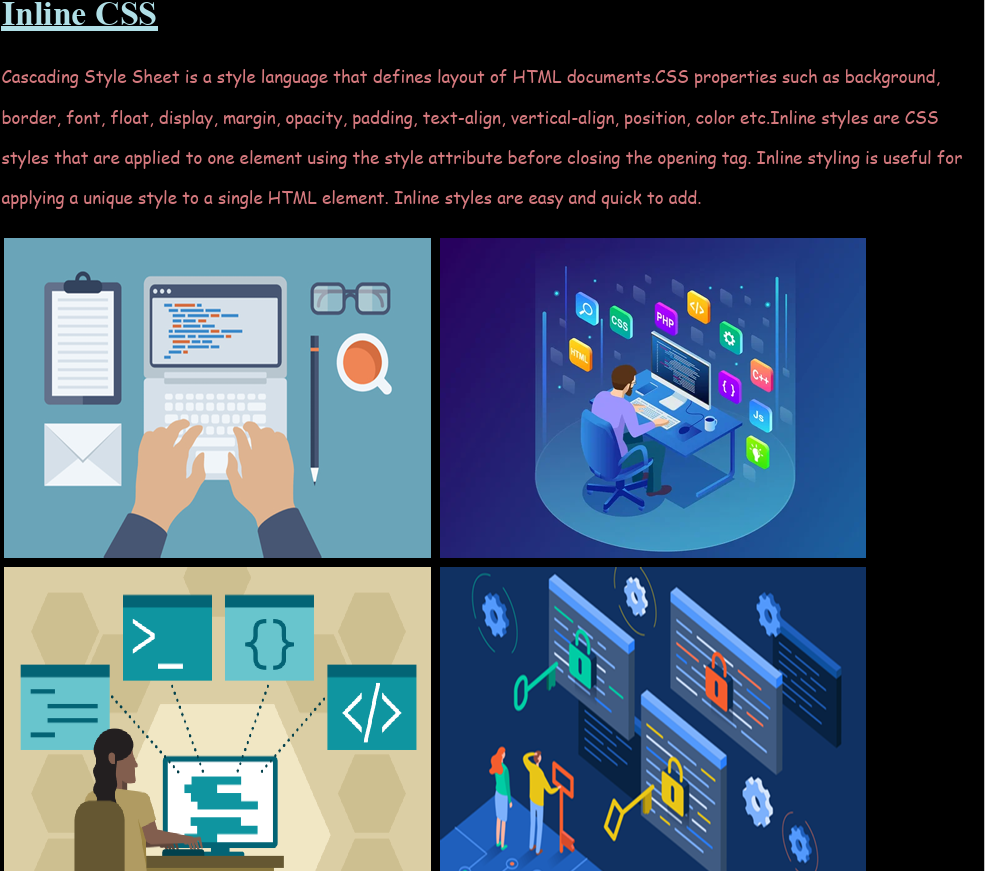 Inline CSS
Cascading Style Sheet is a style language that defines layout of HTML documents.CSS properties such as background,
border, font, float, display, margin, opacity, padding, text-align, vertical-align, position, color etc.Inline styles are CSS
styles that are applied to one element using the style attribute before closing the opening tag. Inline styling is useful for
applying a unique style to a single HTML element. Inline styles are easy and quick to add.
</>
PHP
CSS
HTML
C++
{ }
Js
>_
{}
</>